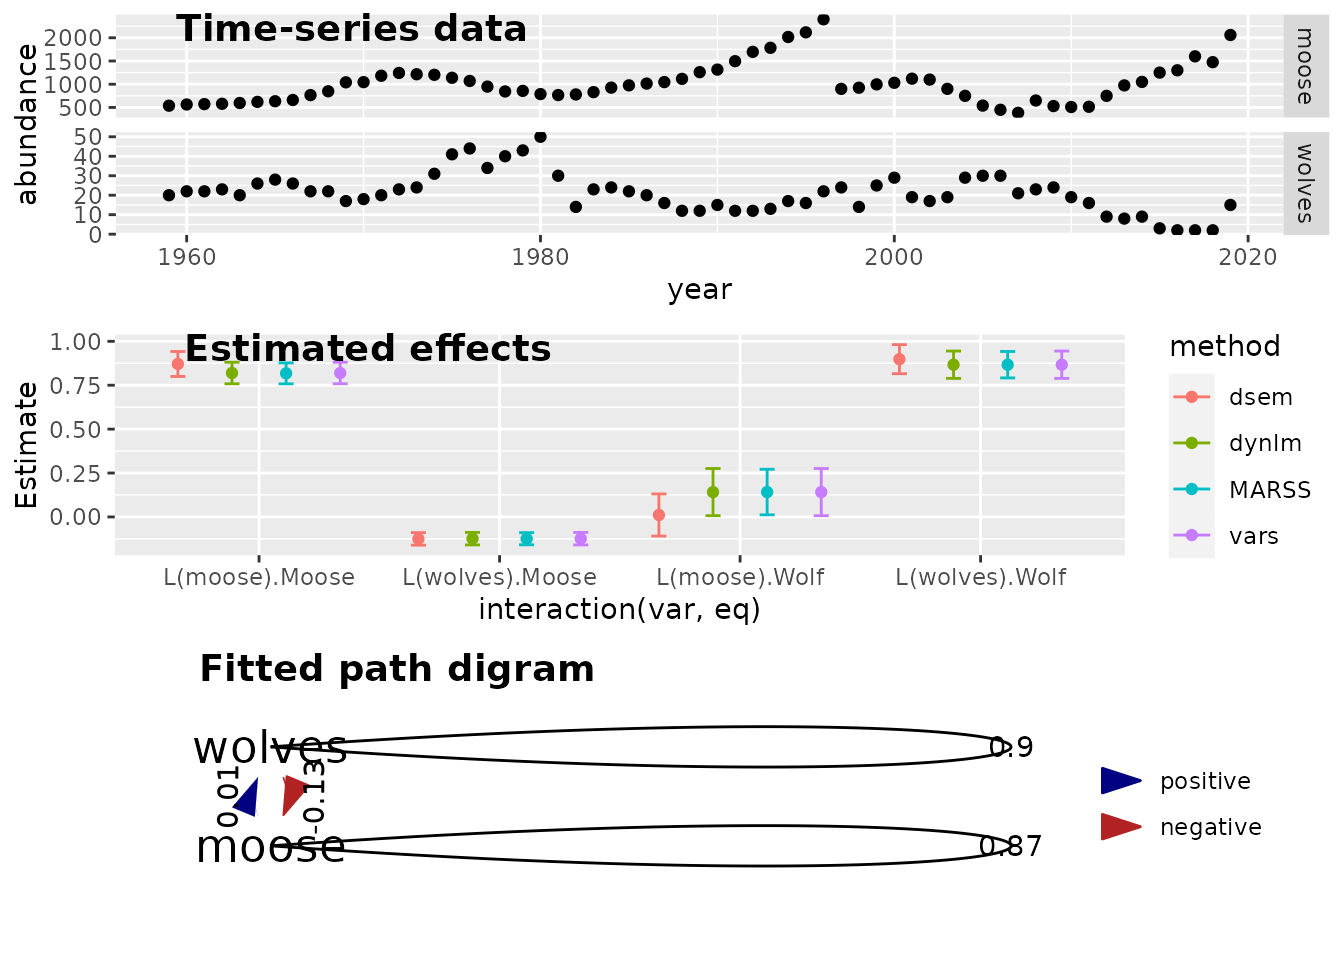 Time-series data
abundance
2000
1500
1000
500
moose
50
40
30
20
10
0
wolves
1960 1980 2000 2020
year
Estimated effects
Estimate
1.00
0.75
0.50
0.25
0.00
L(moose).Moose L(wolves).Moose L(moose).Wolf L(wolves).Wolf
interaction(var, eq)
method
dsem
dynlm
MARSS
vars
Fitted path digram
wolves
0.9
0.01
-0.13
moose
0.87
positive
negative